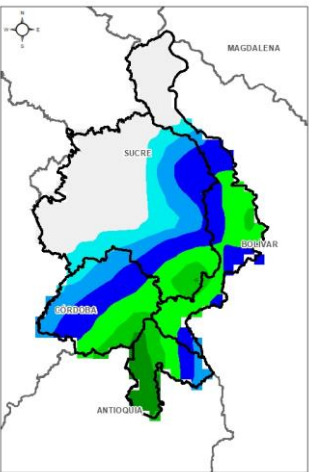 N
E
S
MAGDALENA
SUCRE
BOLIVAR
CÓRDOBA
ANTIOQUIA